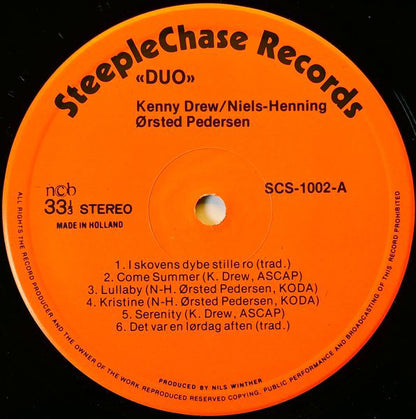 SteepleChase Records
«DUO»
Kenny Drew/Niels-Henning
Ørsted Pedersen
ncb
33⅓ STEREO
MADE IN HOLLAND
SCS-1002-A
1. I skovens dybe stille ro (trad.)
2. Come Summer (K. Drew, ASCAP)
3. Lullaby (N-H. Ørsted Pedersen, KODA)
4. Kristine (N-H. Ørsted Pedersen, KODA)
5. Serenity (K. Drew, ASCAP)
6. Det var en lørdag aften (trad.)
PRODUCED BY NILS WINTHER
ALL RIGHTS THE RECORD PRODUCER AND THE OWNER OF THE WORK REPRODUCED RESERVED COPYING, PUBLIC PERFORMANCE AND BROADCASTING OF THIS RECORD PROHIBITED